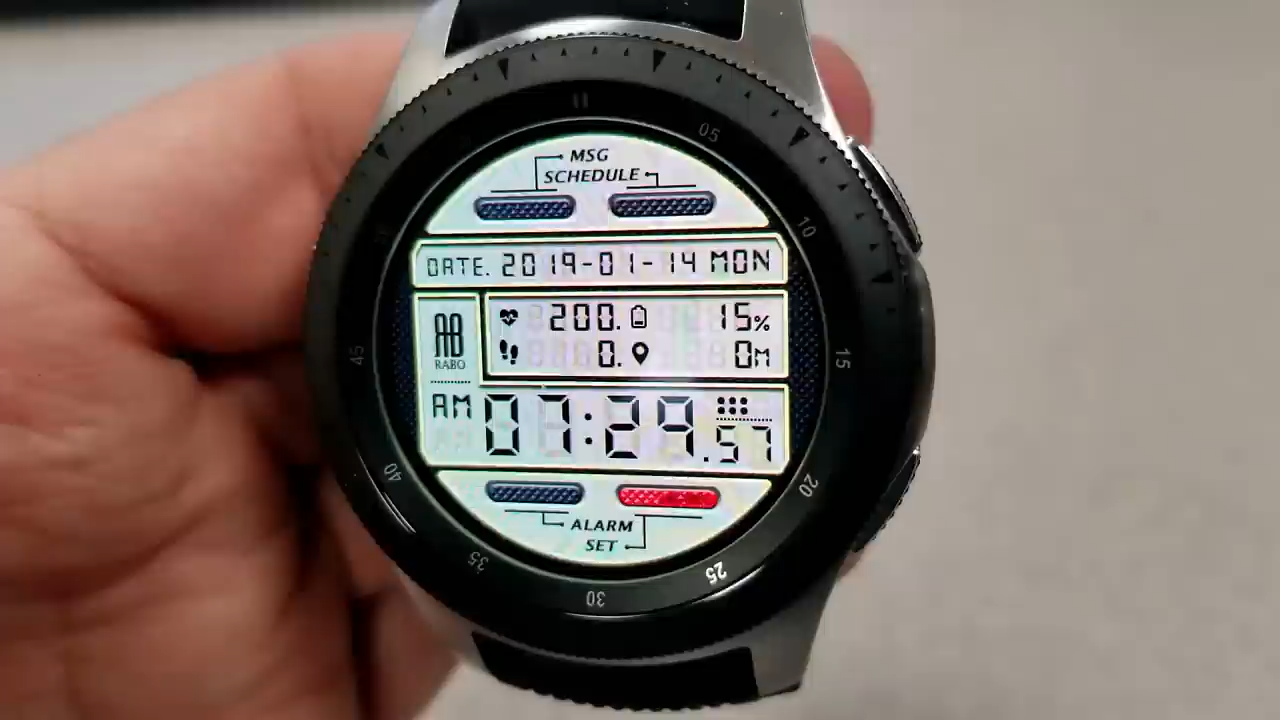 MSG
SCHEDULE
DATE. 2019-01-14 MON
200. 15%
0. 0M
RABO
AM 07:29.57
ALARM
SET
05
10
15
20
25
30
35
40
45